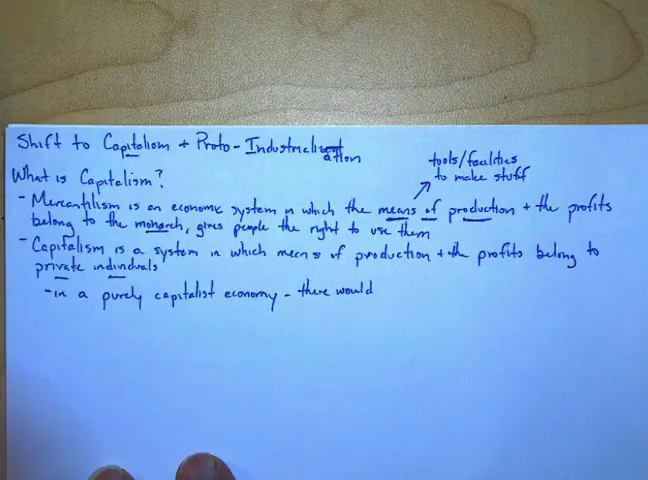 Shift to Capitalism + Proto-Industrialization
tools/facilities
to make stuff
What is Capitalism?
- Mercantilism is an economic system in which the means of production + the profits
belong to the monarch, gives people the right to use them
- Capitalism is a system in which means of production + the profits belong to
private individuals
- in a purely capitalist economy - there would